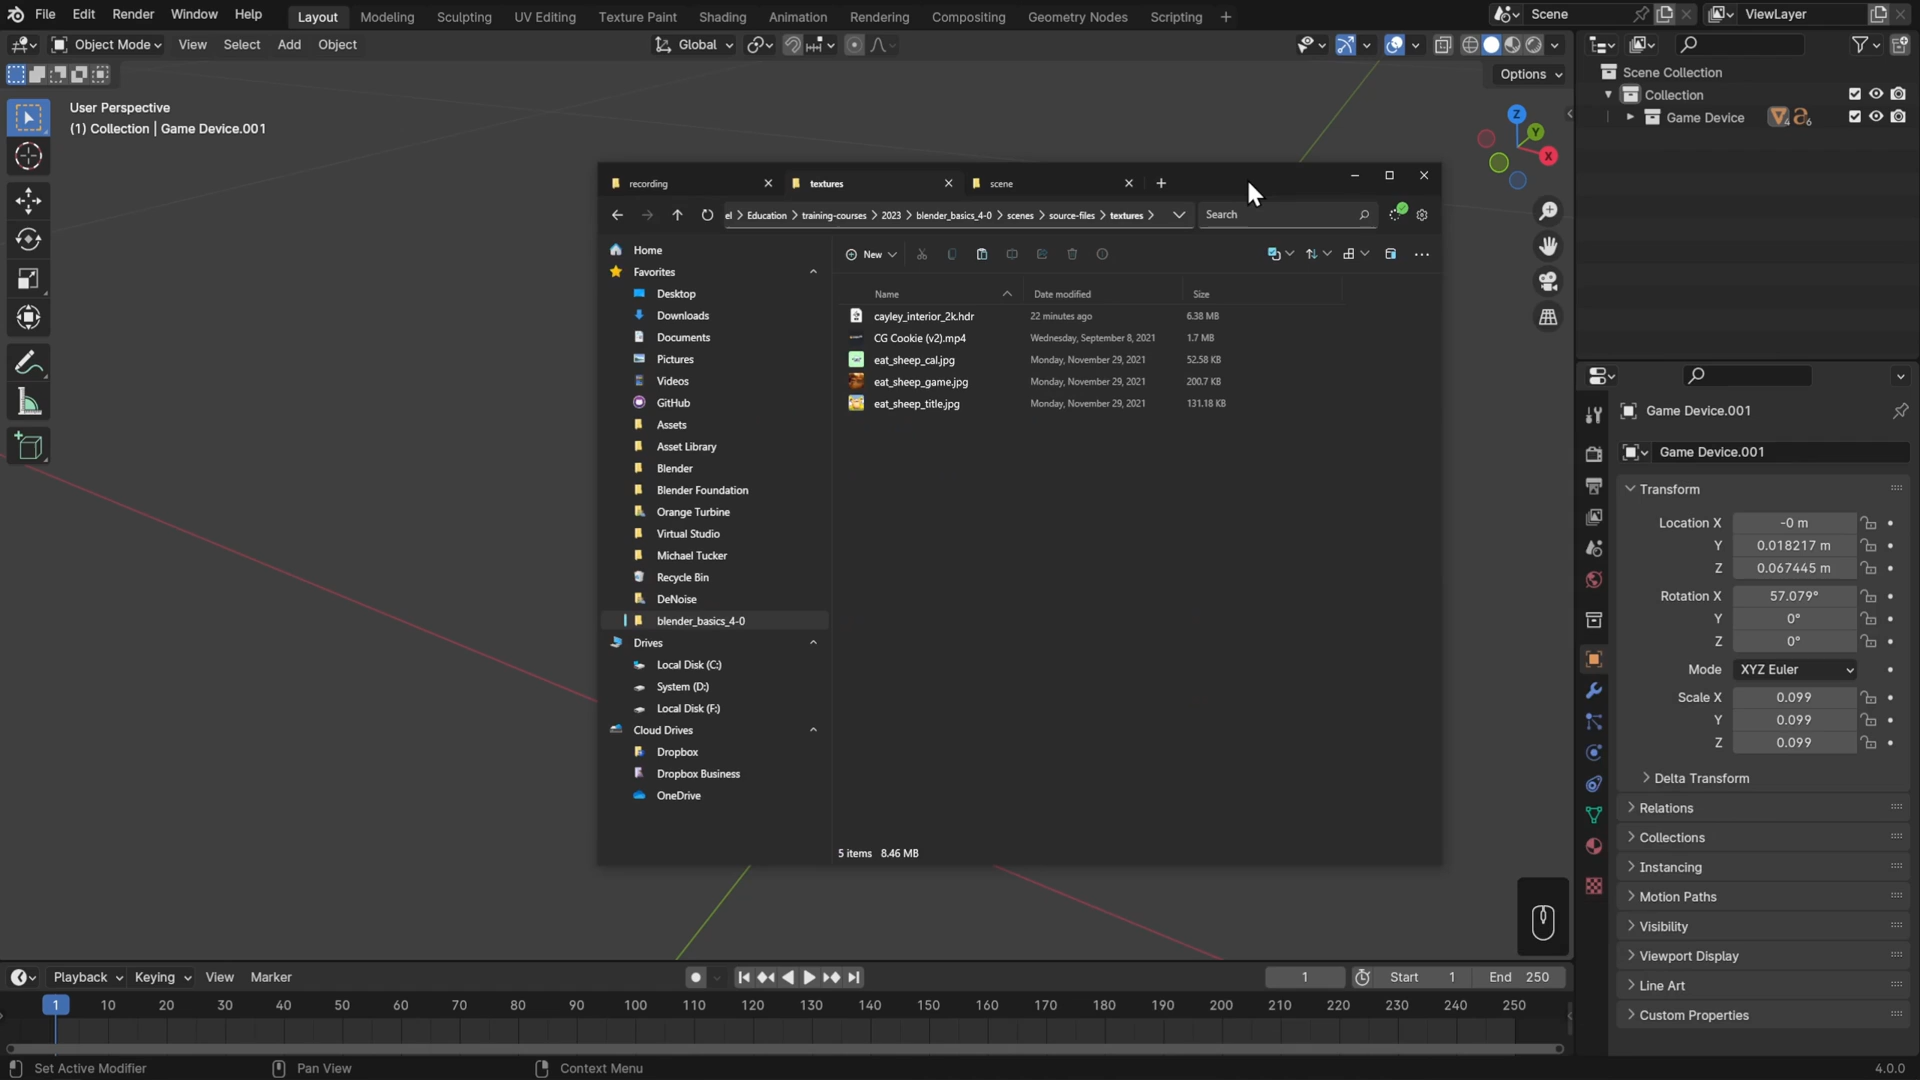 File Edit Render Window Help Layout Modeling Sculpting UV Editing Texture Paint Shading Animation Rendering Compositing Geometry Nodes Scripting + Scene ViewLayer
Object Mode View Select Add Object Global
Options
User Perspective
(1) Collection | Game Device.001
Z
Y
X
Scene Collection
Collection
Game Device
4
6
recording textures scene
el > Education > training-courses > 2023 > blender_basics_4-0 > scenes > source-files > textures > Search
New
Home
Favorites
Desktop
Downloads
Documents
Pictures
Videos
GitHub
Assets
Asset Library
Blender
Blender Foundation
Orange Turbine
Virtual Studio
Michael Tucker
Recycle Bin
DeNoise
blender_basics_4-0
Drives
Local Disk (C:)
System (D:)
Local Disk (F:)
Cloud Drives
Dropbox
Dropbox Business
OneDrive
Name Date modified Size
cayley_interior_2k.hdr 22 minutes ago 6.38 MB
CG Cookie (v2).mp4 Wednesday, September 8, 2021 1.7 MB
eat_sheep_cal.jpg Monday, November 29, 2021 52.58 KB
eat_sheep_game.jpg Monday, November 29, 2021 200.7 KB
eat_sheep_title.jpg Monday, November 29, 2021 131.18 KB
5 items 8.46 MB
Game Device.001
Game Device.001
Transform
Location X -0 m
Y 0.018217 m
Z 0.067445 m
Rotation X 57.079°
Y 0°
Z 0°
Mode XYZ Euler
Scale X 0.099
Y 0.099
Z 0.099
Delta Transform
Relations
Collections
Instancing
Motion Paths
Visibility
Viewport Display
Line Art
Custom Properties
Playback Keying View Marker 1 Start 1 End 250
1 10 20 30 40 50 60 70 80 90 100 110 120 130 140 150 160 170 180 190 200 210 220 230 240 250
Set Active Modifier Pan View Context Menu 4.0.0